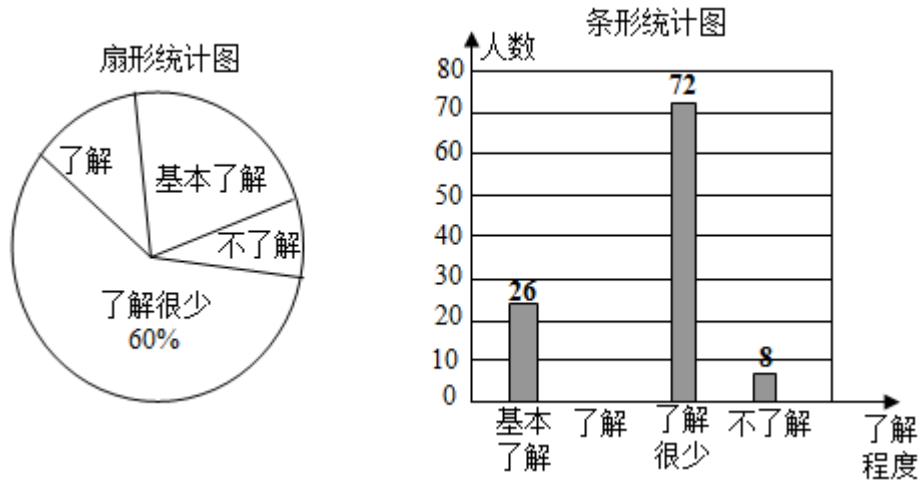 扇形统计图
了解
基本了解
不了解
了解很少
60%
条形统计图
人数
80
70
60
50
40
30
20
10
0
26
72
8
基本
了解
了解
了解
很少
不了解
了解
程度